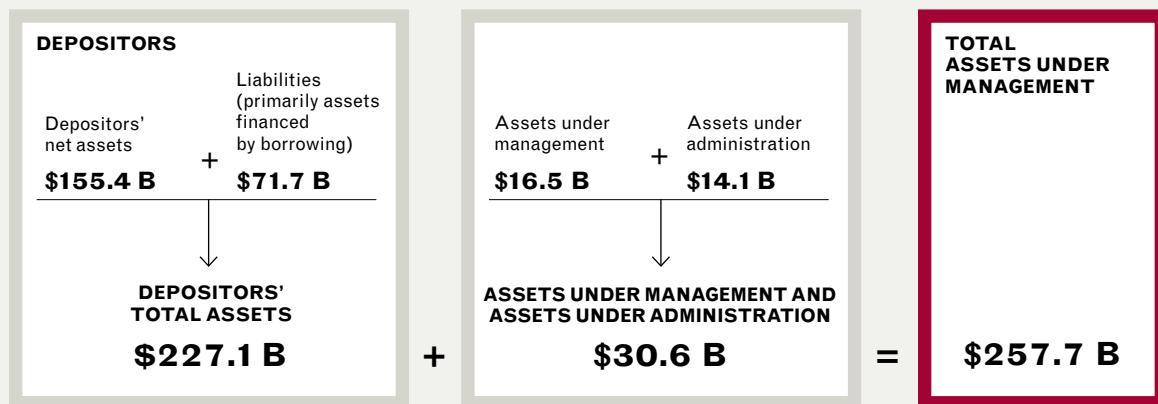 DEPOSITORS
Depositors'
net assets
$155.4 B
+
Liabilities
(primarily assets
financed
by borrowing)
$71.7 B
DEPOSITORS'
TOTAL ASSETS
$227.1 B
+
Assets under
management
$16.5 B
+
Assets under
administration
$14.1 B
ASSETS UNDER MANAGEMENT AND
ASSETS UNDER ADMINISTRATION
$30.6 B
=
TOTAL
ASSETS UNDER
MANAGEMENT
$257.7 B